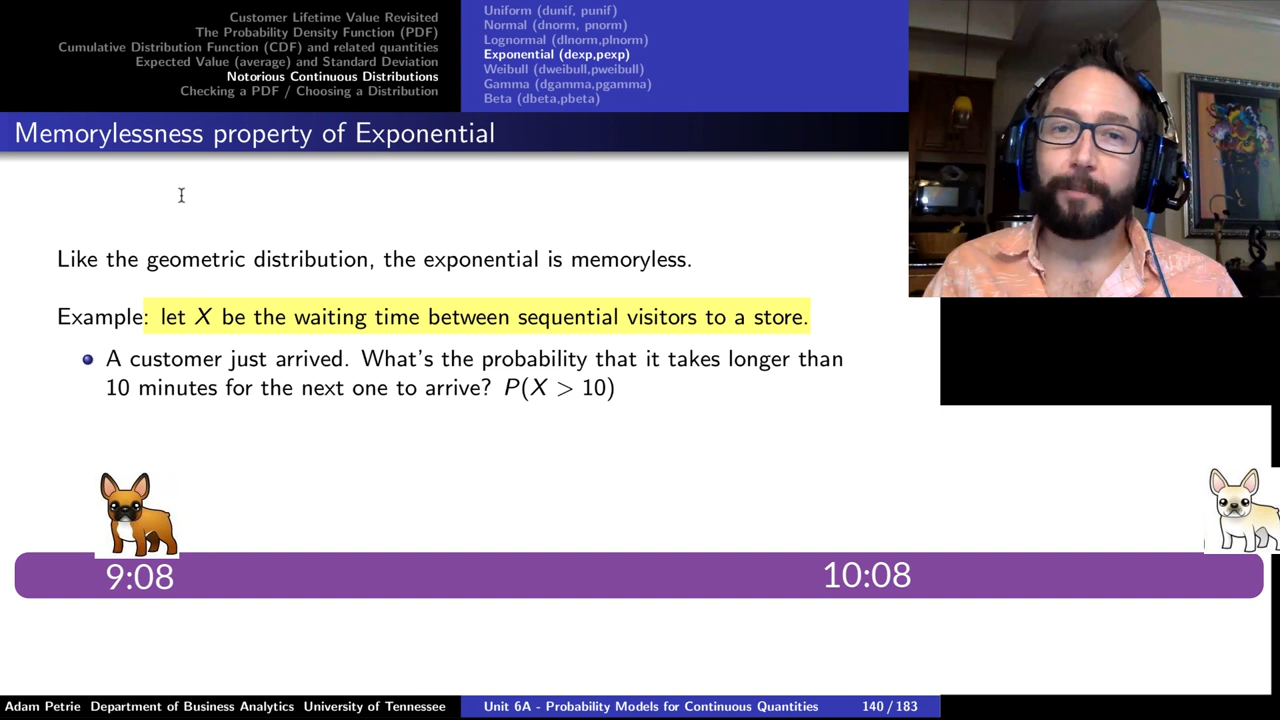 Customer Lifetime Value Revisited
The Probability Density Function (PDF)
Cumulative Distribution Function (CDF) and related quantities
Expected Value (average) and Standard Deviation
Notorious Continuous Distributions
Checking a PDF / Choosing a Distribution
Uniform (dunif, punif)
Normal (dnorm, pnorm)
Lognormal (dlnorm,plnorm)
Exponential (dexp,pexp)
Weibull (dweibull,pweibull)
Gamma (dgamma,pgamma)
Beta (dbeta,pbeta)
Memorylessness property of Exponential
Like the geometric distribution, the exponential is memoryless.
Example: let X be the waiting time between sequential visitors to a store.
A customer just arrived. What's the probability that it takes longer than
10 minutes for the next one to arrive? P(X > 10)
9:08
10:08
Adam Petrie Department of Business Analytics University of Tennessee
Unit 6A - Probability Models for Continuous Quantities
140 / 183